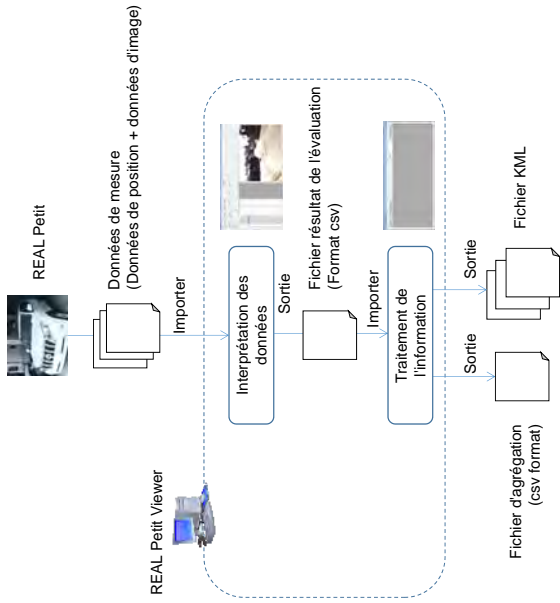 REAL Petit
Données de mesure
(Données de position + données d'image)
Importer
REAL Petit Viewer
Interprétation des
données
Sortie
Fichier résultat de l'évaluation
(Format csv)
Importer
Traitement de
l'information
Sortie
Sortie
Fichier d'agrégation
(csv format)
Fichier KML